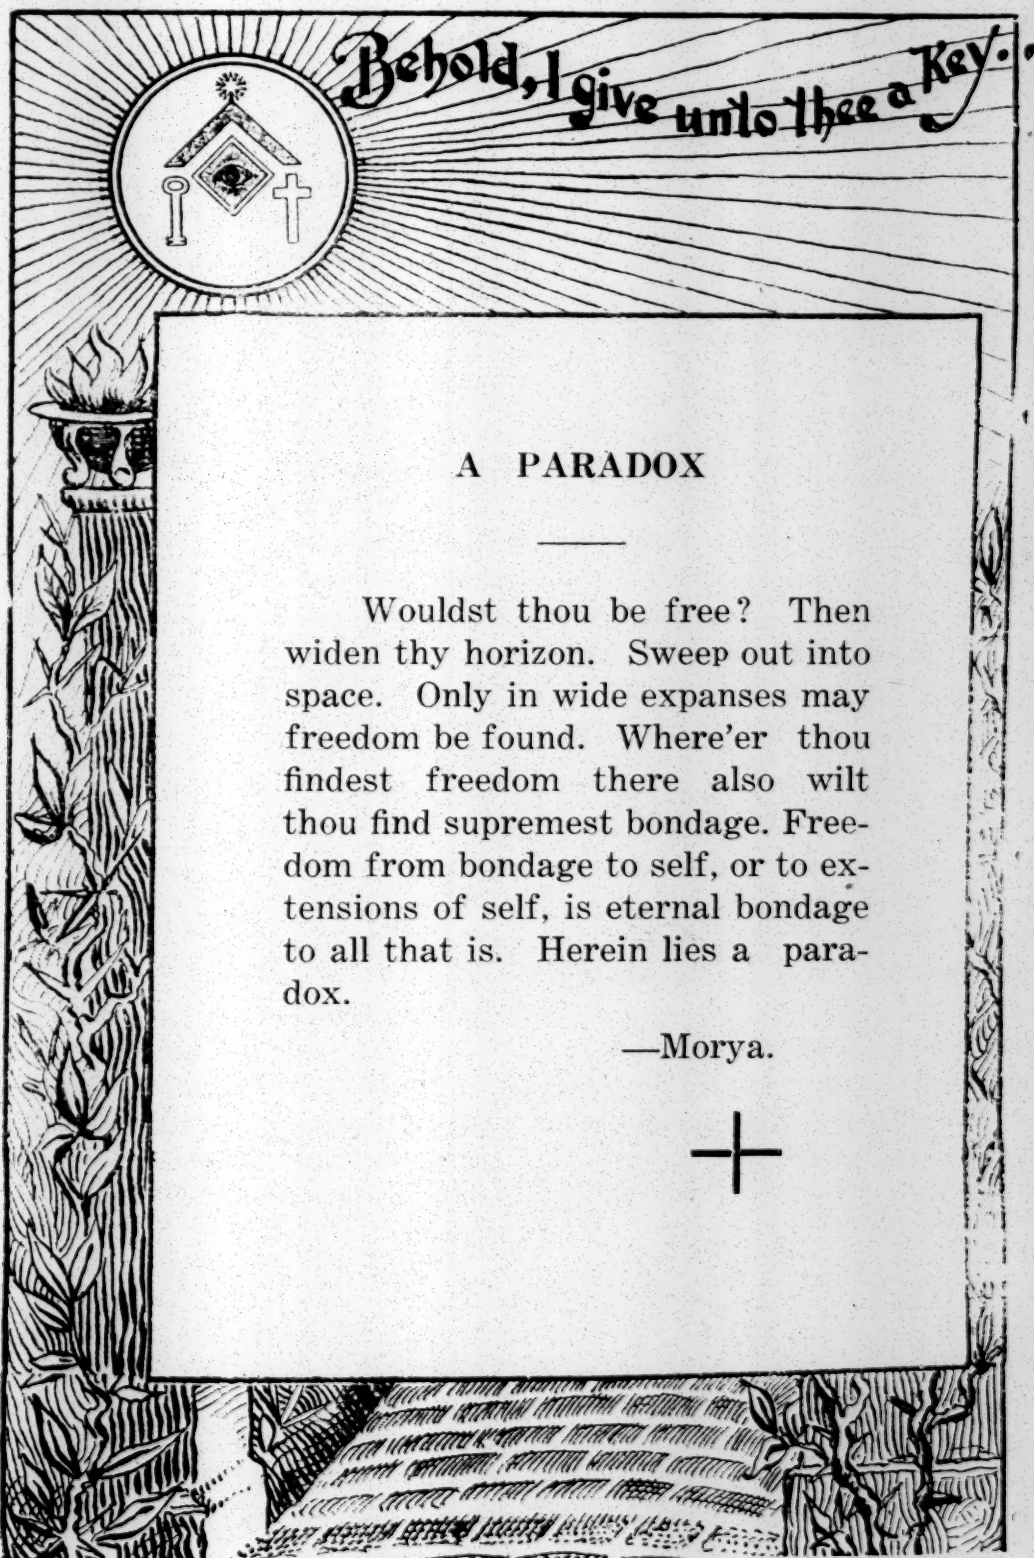 Behold, I give unto thee a Key.
A PARADOX
Wouldst thou be free? Then
widen thy horizon. Sweep out into
space. Only in wide expanses may
freedom be found. Where'er thou
findest freedom there also wilt
thou find supremest bondage. Free-
dom from bondage to self, or to ex-
tensions of self, is eternal bondage
to all that is. Herein lies a para-
dox.
—Morya.